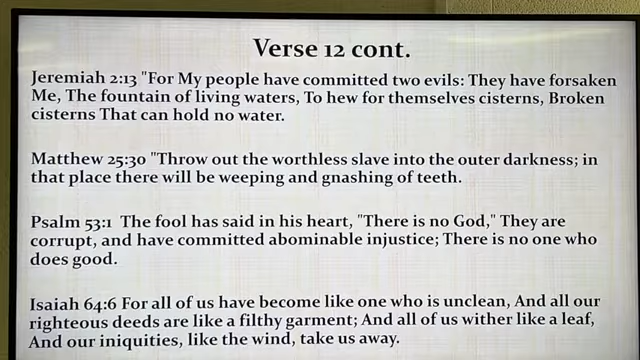 Verse 12 cont.
Jeremiah 2:13 "For My people have committed two evils: They have forsaken
Me, The fountain of living waters, To hew for themselves cisterns, Broken
cisterns That can hold no water.
Matthew 25:30 "Throw out the worthless slave into the outer darkness; in
that place there will be weeping and gnashing of teeth.
Psalm 53:1 The fool has said in his heart, "There is no God," They are
corrupt, and have committed abominable injustice; There is no one who
does good.
Isaiah 64:6 For all of us have become like one who is unclean, And all our
righteous deeds are like a filthy garment; And all of us wither like a leaf,
And our iniquities, like the wind, take us away.